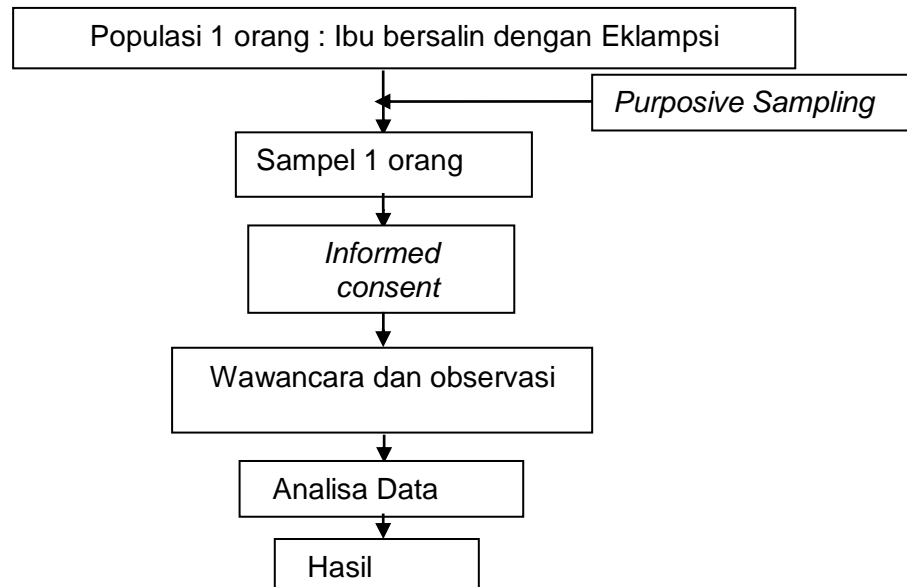 Populasi 1 orang : Ibu bersalin dengan Eklampsi
Purposive Sampling
Sampel 1 orang
Informed
consent
Wawancara dan observasi
Analisa Data
Hasil